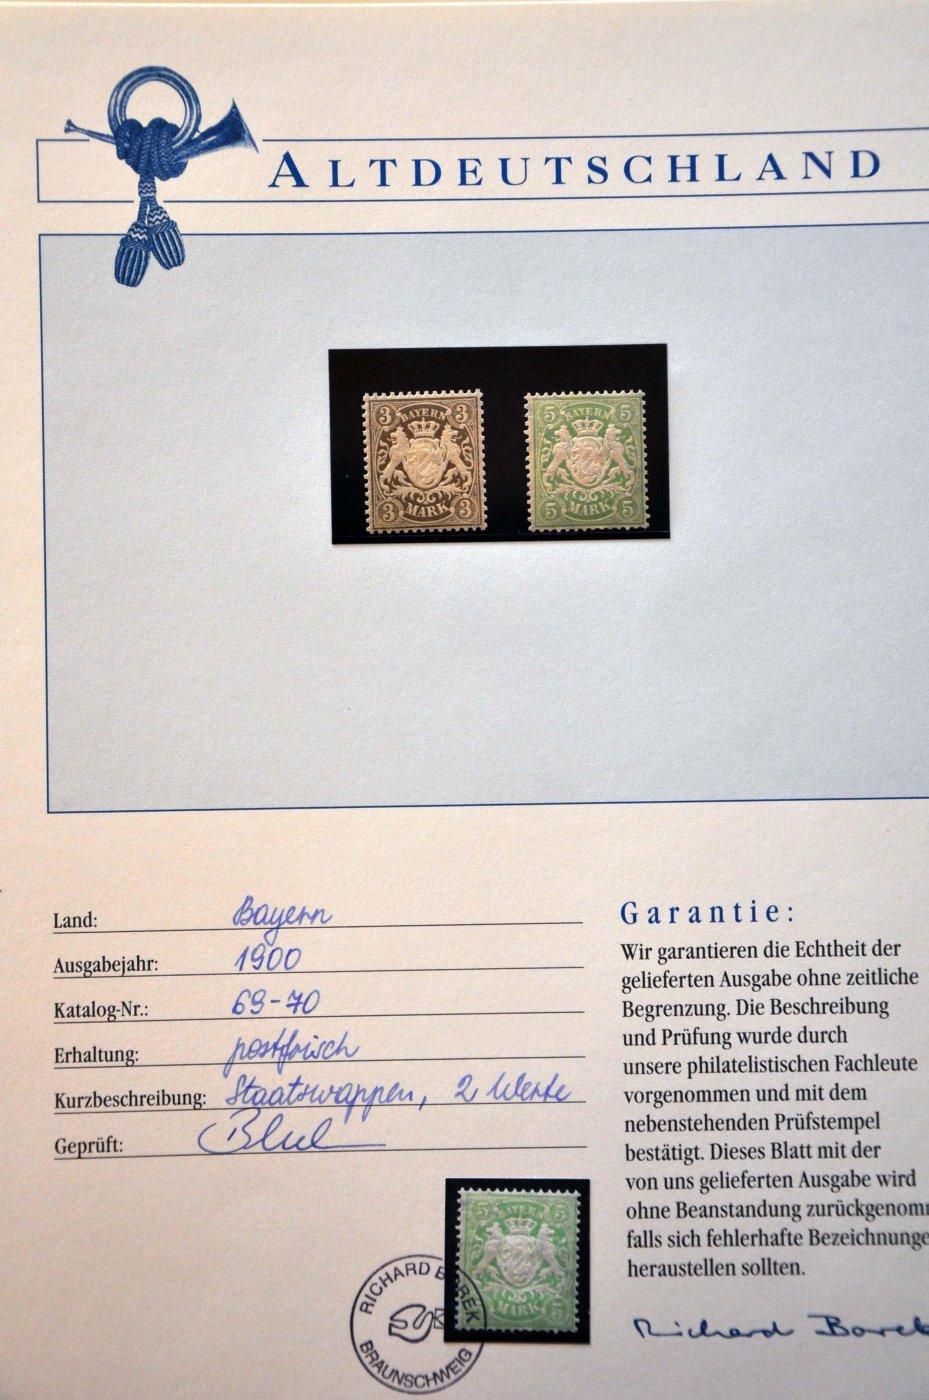 ALTDEUTSCHLAND
3 BAYERN 3
3 MARK 3
5 BAYERN 5
5 MARK 5
Land: Bayern
Ausgabejahr: 1900
Katalog-Nr.: 69-70
Erhaltung: postfrisch
Kurzbeschreibung: Staatswappen, 2 Werte
Geprüft:
Garantie:
Wir garantieren die Echtheit der
gelieferten Ausgabe ohne zeitliche
Begrenzung. Die Beschreibung
und Prüfung wurde durch
unsere philatelistischen Fachleute
vorgenommen und mit dem
nebenstehenden Prüfstempel
bestätigt. Dieses Blatt mit der
von uns gelieferten Ausgabe wird
ohne Beanstandung zurückgenomm
falls sich fehlerhafte Bezeichnunge
heraustellen sollten.
Richard Borek
5 BAYERN 5
MARK 5
RICHARD BOREK
BRAUNSCHWEIG